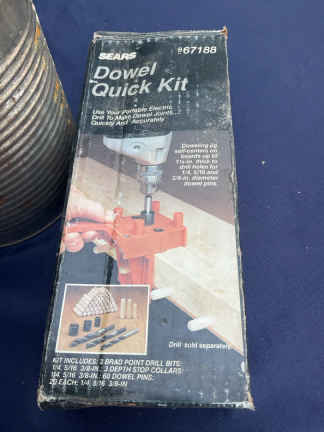 SEARS
967188
Dowel
Quick Kit
Use Your Portable Electric
Drill To Make Dowel Joints...
Quickly And Accurately
Doweling jig
self-centers on
boards up to
thick to
drill holes for
1/4, 5/16 and
3/8-in. diameter
dowel pins.
Drill sold separately
KIT INCLUDES: 3 BRAD POINT DRILL BITS:
1/4, 5/16, 3/8-IN.; 3 DEPTH STOP COLLARS:
1/4, 5/16, 3/8-IN.; 60 DOWEL PINS:
20 EACH: 1/4, 5/16, 3/8-IN.